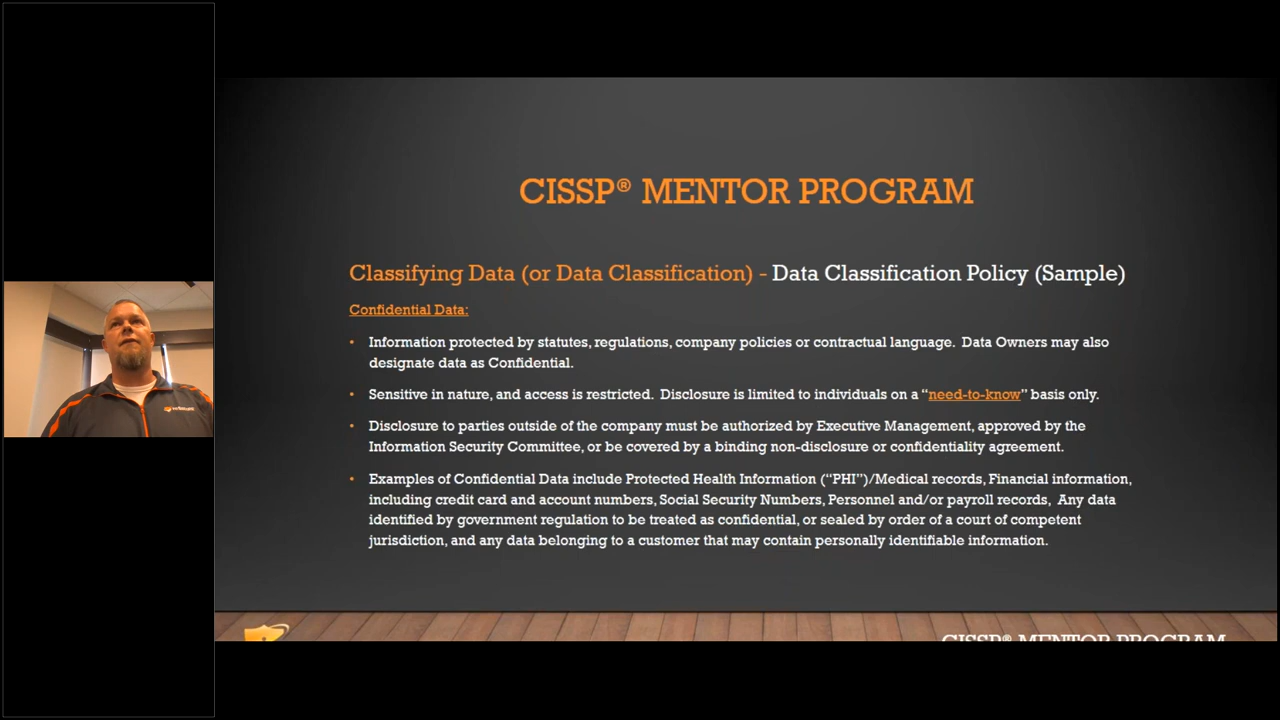 CISSP® MENTOR PROGRAM
Classifying Data (or Data Classification) - Data Classification Policy (Sample)
Confidential Data:
• Information protected by statutes, regulations, company policies or contractual language.  Data Owners may also
designate data as Confidential.
• Sensitive in nature, and access is restricted.  Disclosure is limited to individuals on a “need-to-know” basis only.
• Disclosure to parties outside of the company must be authorized by Executive Management, approved by the
Information Security Committee, or be covered by a binding non-disclosure or confidentiality agreement.
• Examples of Confidential Data include Protected Health Information (“PHI”)/Medical records, Financial information,
including credit card and account numbers, Social Security Numbers, Personnel and/or payroll records,  Any data
identified by government regulation to be treated as confidential, or sealed by order of a court of competent
jurisdiction, and any data belonging to a customer that may contain personally identifiable information.
CISSP® MENTOR PROGRAM